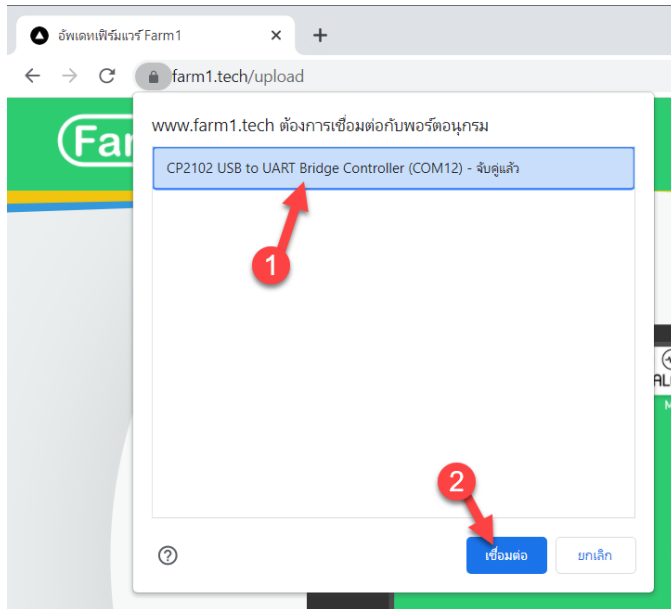 อัพเดทเฟิร์มแวร์ Farm1
farm1.tech/upload
Far
www.farm1.tech ต้องการเชื่อมต่อกับพอร์ตอนุกรม
CP2102 USB to UART Bridge Controller (COM12) - จับคู่แล้ว
1
AL
M
2
เชื่อมต่อ
ยกเลิก